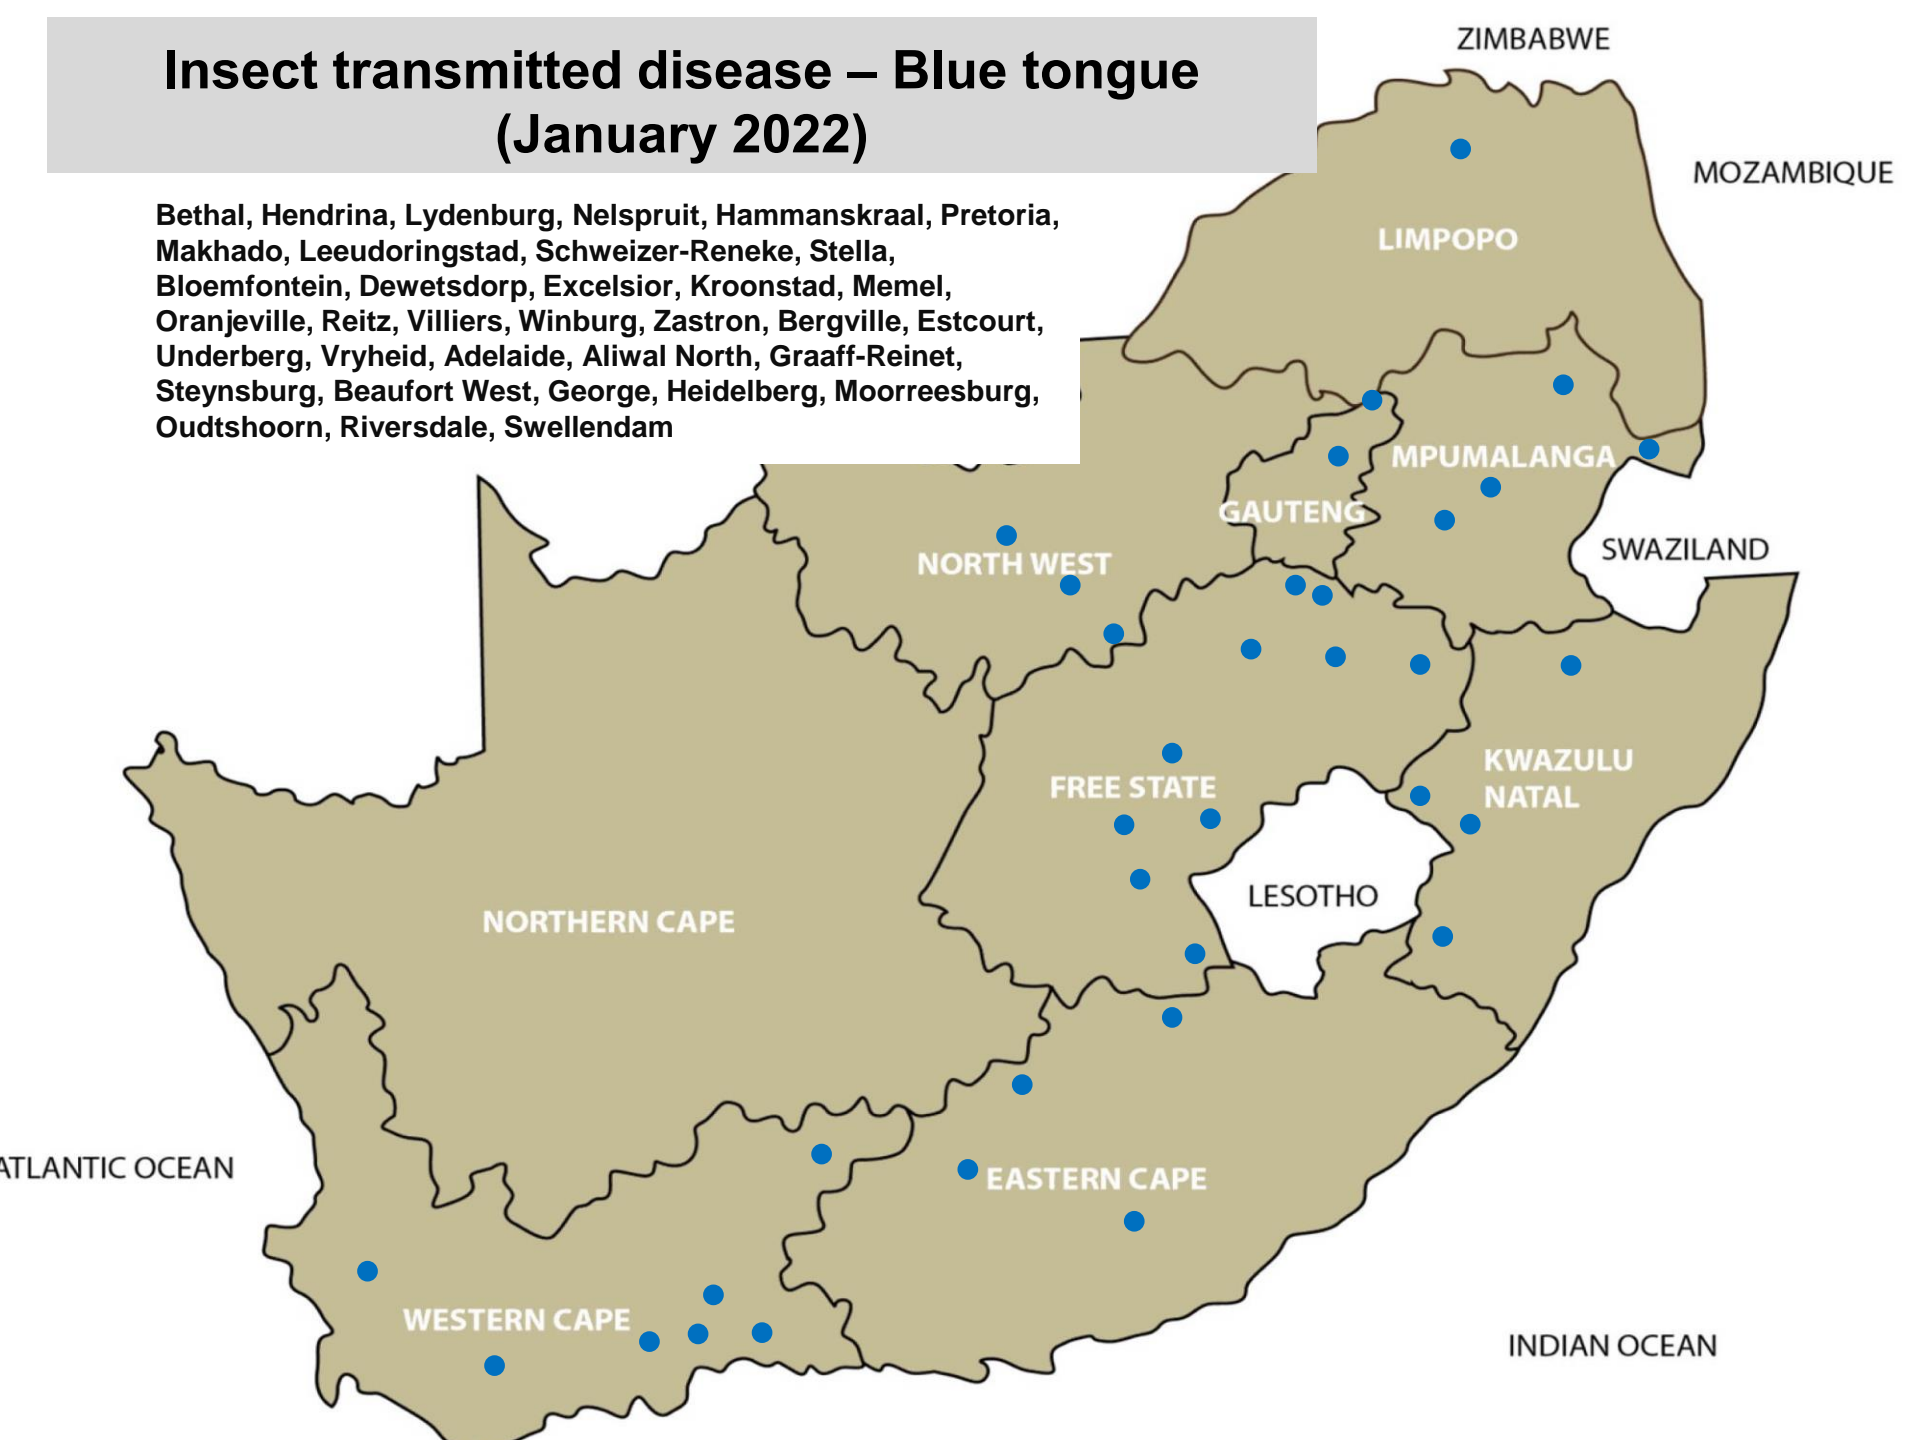 Insect transmitted disease – Blue tongue
(January 2022)
Bethal, Hendrina, Lydenburg, Nelspruit, Hammanskraal, Pretoria,
Makhado, Leeudoringstad, Schweizer-Reneke, Stella,
Bloemfontein, Dewetsdorp, Excelsior, Kroonstad, Memel,
Oranjeville, Reitz, Villiers, Winburg, Zastron, Bergville, Estcourt,
Underberg, Vryheid, Adelaide, Aliwal North, Graaff-Reinet,
Steynsburg, Beaufort West, George, Heidelberg, Moorreesburg,
Oudtshoorn, Riversdale, Swellendam
ZIMBABWE
MOZAMBIQUE
LIMPOPO
MPUMALANGA
GAUTENG
SWAZILAND
NORTH WEST
KWAZULU
NATAL
FREE STATE
LESOTHO
NORTHERN CAPE
ATLANTIC OCEAN
EASTERN CAPE
WESTERN CAPE
INDIAN OCEAN